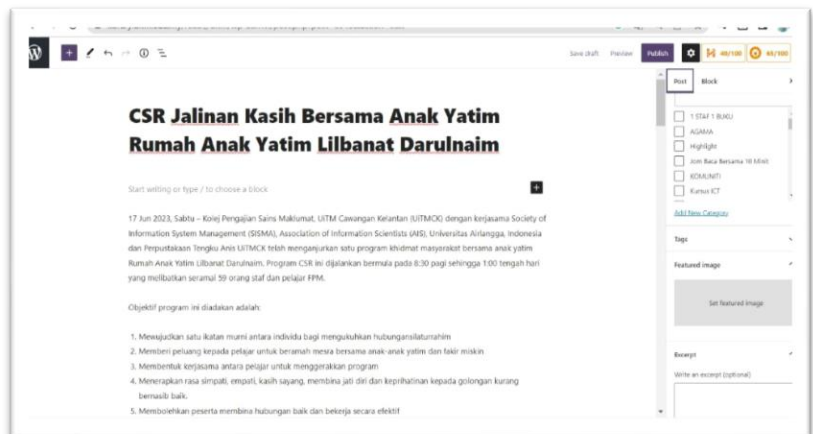 Save draft Preview Publish 48/100 48/100
CSR Jalinan Kasih Bersama Anak Yatim
Rumah Anak Yatim Lilbanat Darulnaim
Start writing or type / to choose a block
17 Jun 2023, Sabtu – Kolej Pengajian Sains Maklumat, UiTM Cawangan Kelantan (UiTMCK) dengan kerjasama Society of
Information System Management (SISMA), Association of Information Scientists (AIS), Universitas Airlangga, Indonesia
dan Perpustakaan Tengku Anis UiTMCK telah menganjurkan satu program khidmat masyarakat bersama anak yatim
Rumah Anak Yatim Lilbanat Darulnaim. Program CSR ini dijalankan bermula pada 8:30 pagi sehingga 1:00 tengah hari
yang melibatkan seramai 59 orang staf dan pelajar FPM.
Objektif program ini diadakan adalah:
1. Mewujudkan satu ikatan murni antara individu bagi mengukuhkan hubungansilaturrahim
2. Memberi peluang kepada pelajar untuk beramah mesra bersama anak-anak yatim dan fakir miskin
3. Membentuk kerjasama antara pelajar untuk menggerakkan program
4. Menerapkan rasa simpati, empati, kasih sayang, membina jati diri dan keprihatinan kepada golongan kurang
bernasib baik.
5. Membolehkan peserta membina hubungan baik dan bekerja secara efektif
Post Block
1 STAF 1 BUKU
AGAMA
Highlight
Jom Baca Bersama 10 Minit
KOMUNITI
Kursus ICT
Add New Category
Tags
Featured image
Set featured image
Excerpt
Write an excerpt (optional)